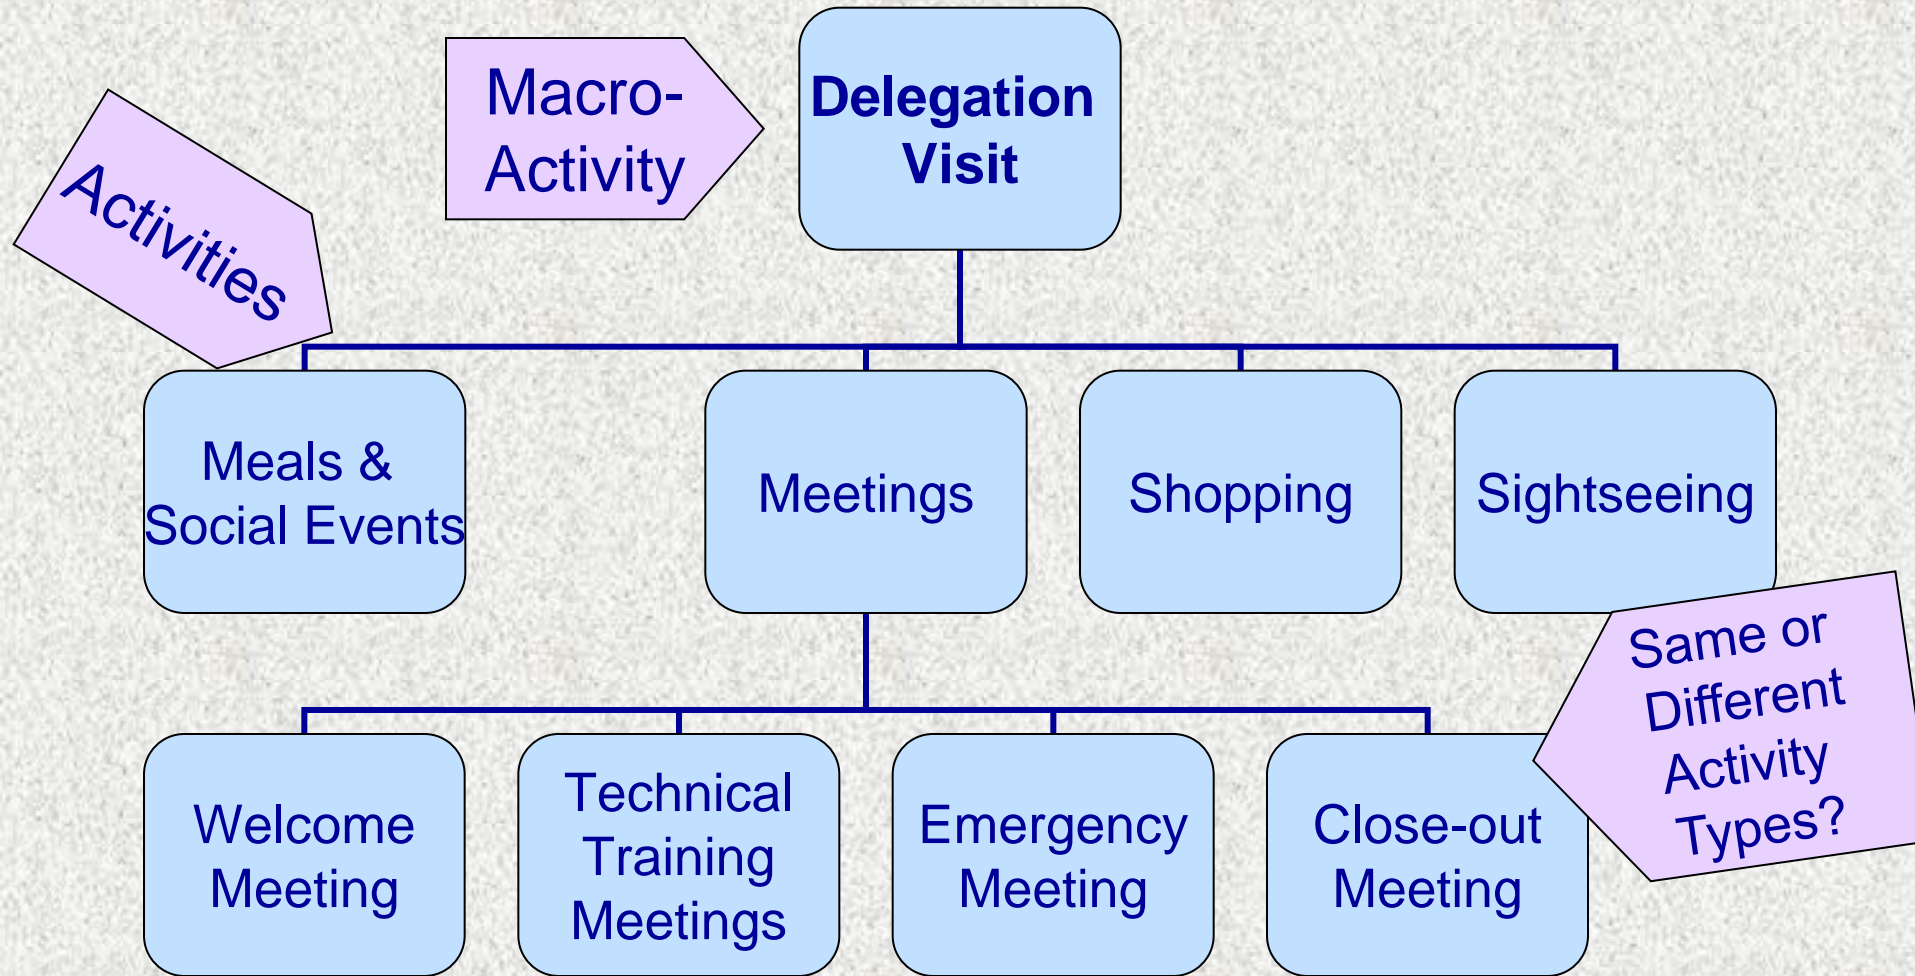 Macro-
Activity
Delegation
Visit
Activities
Meals &
Social Events
Meetings
Shopping
Sightseeing
Same or
Different
Activity
Types?
Welcome
Meeting
Technical
Training
Meetings
Emergency
Meeting
Close-out
Meeting